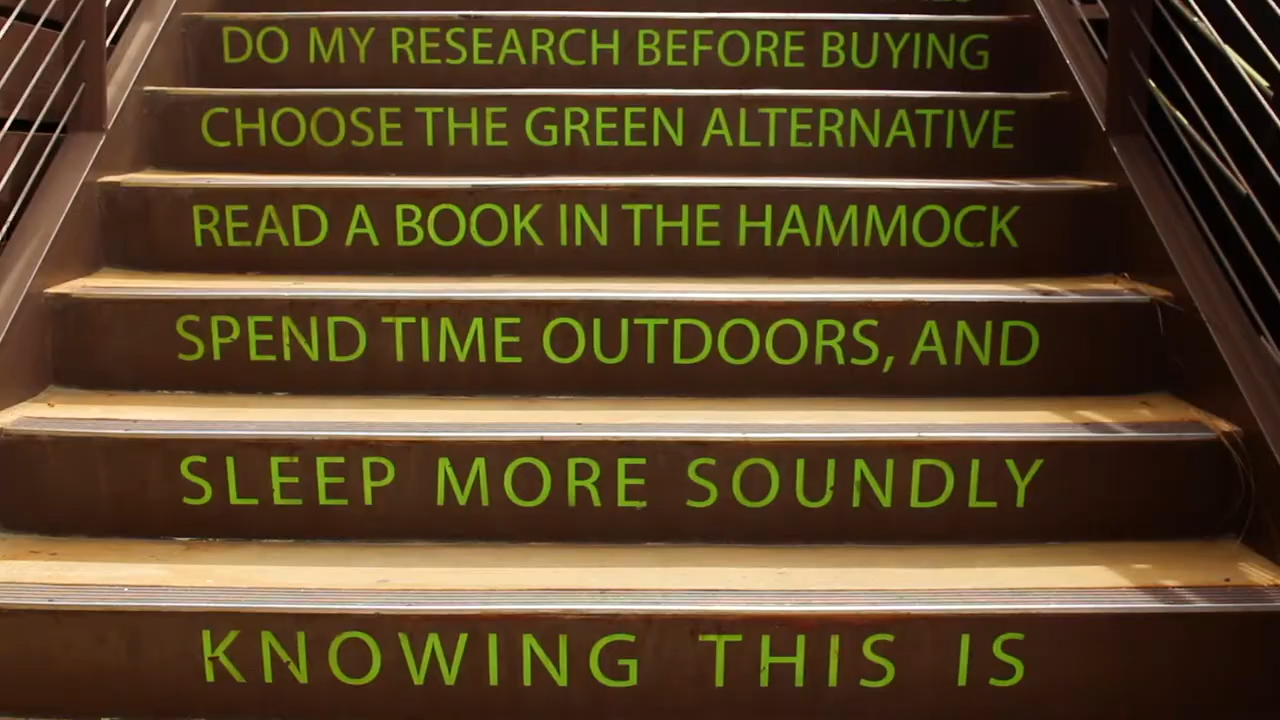 DO MY RESEARCH BEFORE BUYING
CHOOSE THE GREEN ALTERNATIVE
READ A BOOK IN THE HAMMOCK
SPEND TIME OUTDOORS, AND
SLEEP MORE SOUNDLY
KNOWING THIS IS